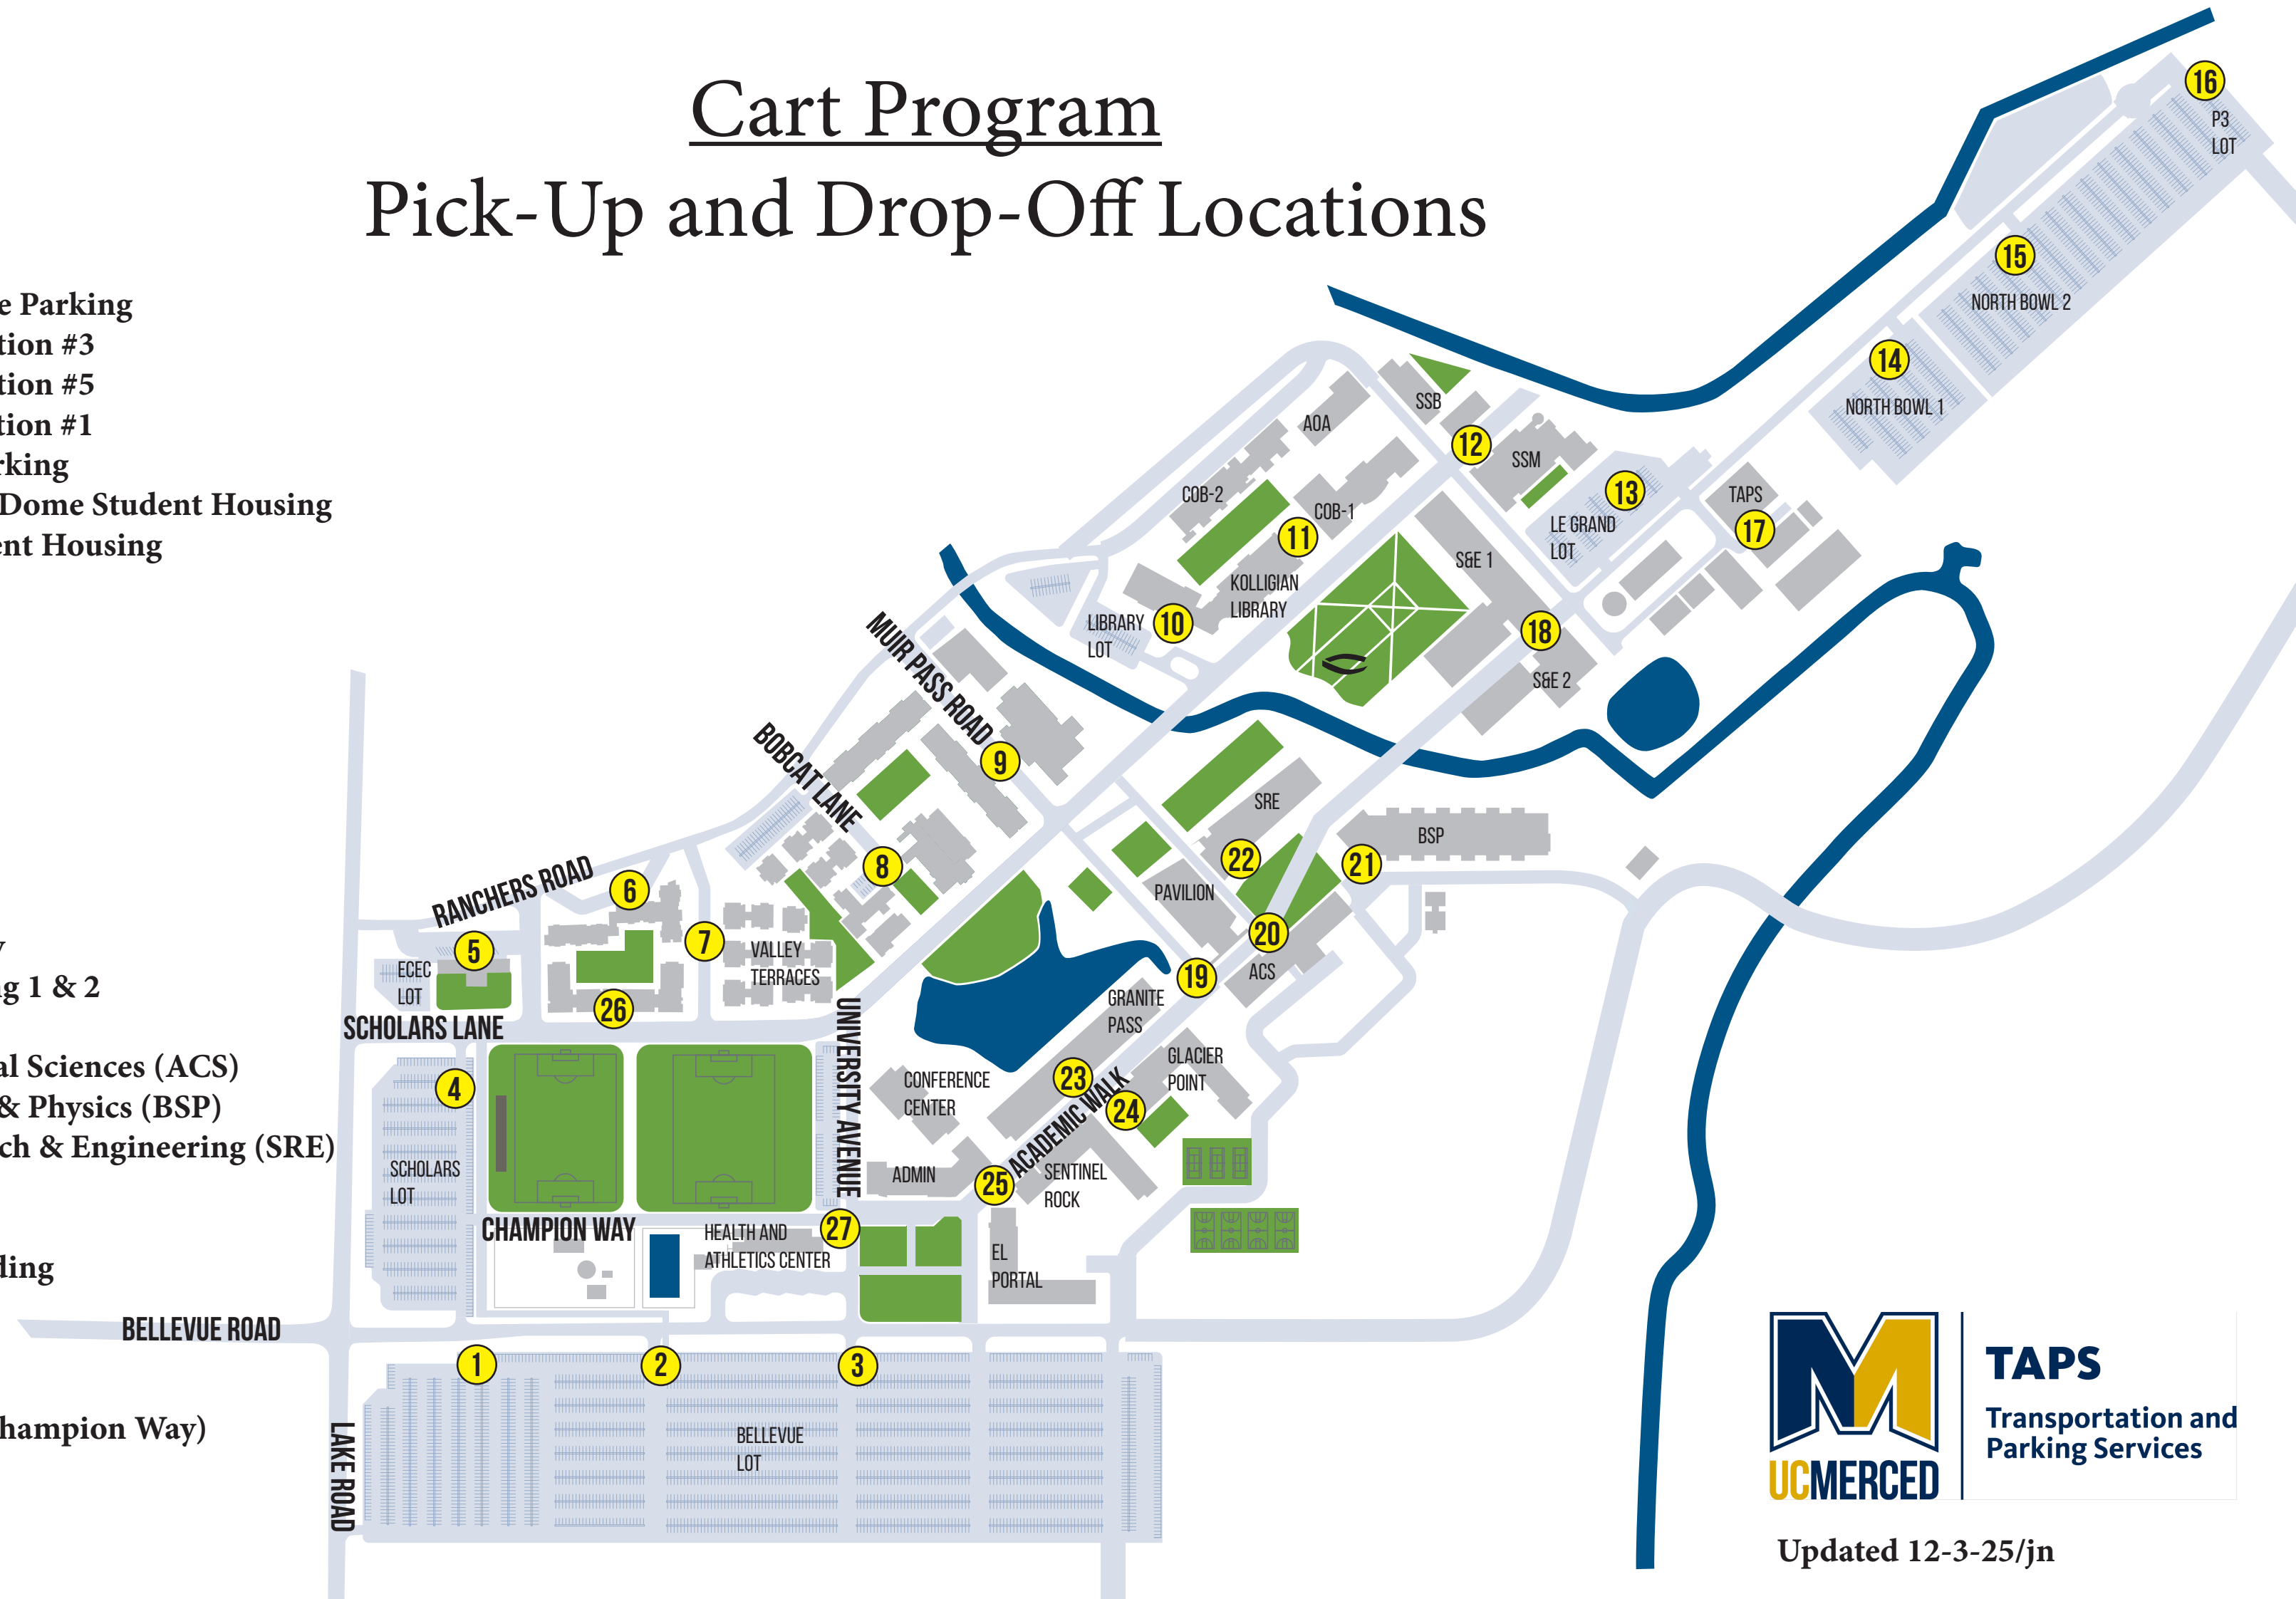 Cart Program
Pick-Up and Drop-Off Locations
e Parking
tion #3
tion #5
tion #1
rking
Dome Student Housing
ent Housing
y
g 1 & 2
al Sciences (ACS)
& Physics (BSP)
ch & Engineering (SRE)
ding
hampion Way)
16
P3
LOT
15
NORTH BOWL 2
14
NORTH BOWL 1
SSB
AOA
12
SSM
13
LE GRAND
LOT
TAPS
17
COB-2
COB-1
11
S&E 1
KOLLIGIAN
LIBRARY
LIBRARY
LOT
10
18
S&E 2
MUIR PASS ROAD
9
BOBCAT LANE
8
SRE
BSP
22
21
PAVILION
20
ACS
19
RANCHERS ROAD
6
7
5
ECEC
LOT
VALLEY
TERRACES
26
SCHOLARS LANE
UNIVERSITY AVENUE
GRANITE
PASS
GLACIER
POINT
CONFERENCE
CENTER
23
24
ACADEMIC WALK
4
SCHOLARS
LOT
ADMIN
25
SENTINEL
ROCK
CHAMPION WAY
HEALTH AND
ATHLETICS CENTER
27
EL
PORTAL
BELLEVUE ROAD
1
2
3
BELLEVUE
LOT
LAKE ROAD
M
UCMERCED
TAPS
Transportation and
Parking Services
Updated 12-3-25/jn